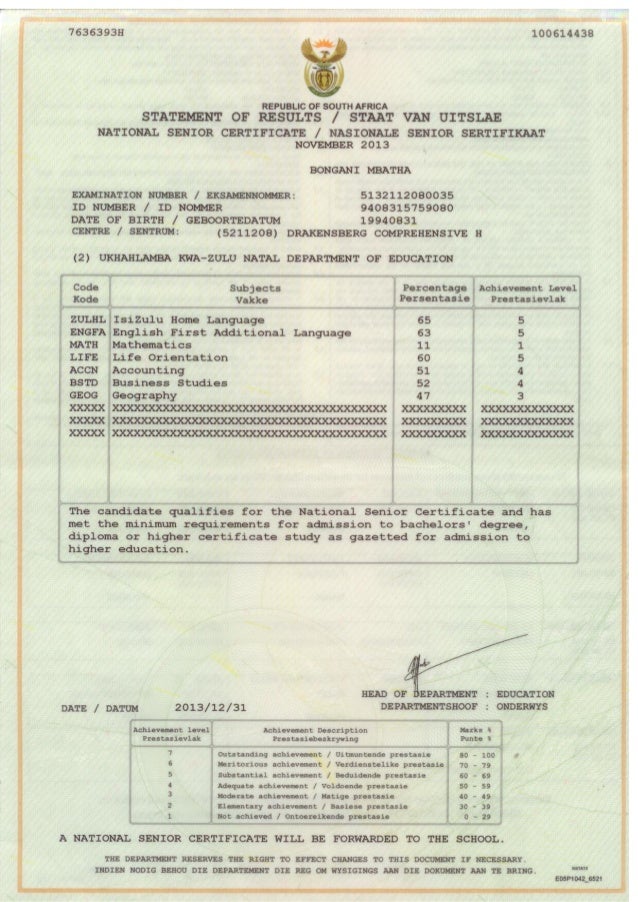 7636393H 100614438
REPUBLIC OF SOUTH AFRICA
STATEMENT OF RESULTS / STAAT VAN UITSLAE
NATIONAL SENIOR CERTIFICATE / NASIONALE SENIOR SERTIFIKAAT
NOVEMBER 2013
BONGANI MBATHA
EXAMINATION NUMBER / EKSAMENNOMMER: 5132112080035
ID NUMBER / ID NOMMER 9408315759080
DATE OF BIRTH / GEBOORTEDATUM 19940831
CENTRE / SENTRUM: (5211208) DRAKENSBERG COMPREHENSIVE H
(2) UKHAHLAMBA KWA-ZULU NATAL DEPARTMENT OF EDUCATION
Code Subjects Percentage Achievement Level
Kode Vakke Persentasie Prestasievlak
ZULHL IsiZulu Home Language 65 5
ENGFA English First Additional Language 63 5
MATH Mathematics 11 1
LIFE Life Orientation 60 5
ACCN Accounting 51 4
BSTD Business Studies 52 4
GEOG Geography 47 3
XXXXX XXXXXXXXXXXXXXXXXXXXXXXXXXXXXXXXXXXXXX XXXXXXXXX XXXXXXXXXXXXX
XXXXX XXXXXXXXXXXXXXXXXXXXXXXXXXXXXXXXXXXXXX XXXXXXXXX XXXXXXXXXXXXX
XXXXX XXXXXXXXXXXXXXXXXXXXXXXXXXXXXXXXXXXXXX XXXXXXXXX XXXXXXXXXXXXX
The candidate qualifies for the National Senior Certificate and has
met the minimum requirements for admission to bachelors' degree,
diploma or higher certificate study as gazetted for admission to
higher education.
HEAD OF DEPARTMENT : EDUCATION
DATE / DATUM 2013/12/31 DEPARTMENTSHOOF : ONDERWYS
Achievement level Achievement Description Marks %
Prestasievlak Prestasiebeskrywing Punte %
7 Outstanding achievement / Uitmuntende prestasie 80 - 100
6 Meritorious achievement / Verdienstelike prestasie 70 - 79
5 Substantial achievement / Beduidende prestasie 60 - 69
4 Adequate achievement / Voldoende prestasie 50 - 59
3 Moderate achievement / Matige prestasie 40 - 49
2 Elementary achievement / Basiese prestasie 30 - 39
1 Not achieved / Ontoereikende prestasie 0 - 29
A NATIONAL SENIOR CERTIFICATE WILL BE FORWARDED TO THE SCHOOL.
THE DEPARTMENT RESERVES THE RIGHT TO EFFECT CHANGES TO THIS DOCUMENT IF NECESSARY.
INDIEN NODIG BEHOU DIE DEPARTEMENT DIE REG OM WYSIGINGS AAN DIE DOKUMENT AAN TE BRING.
E05P1042_6521